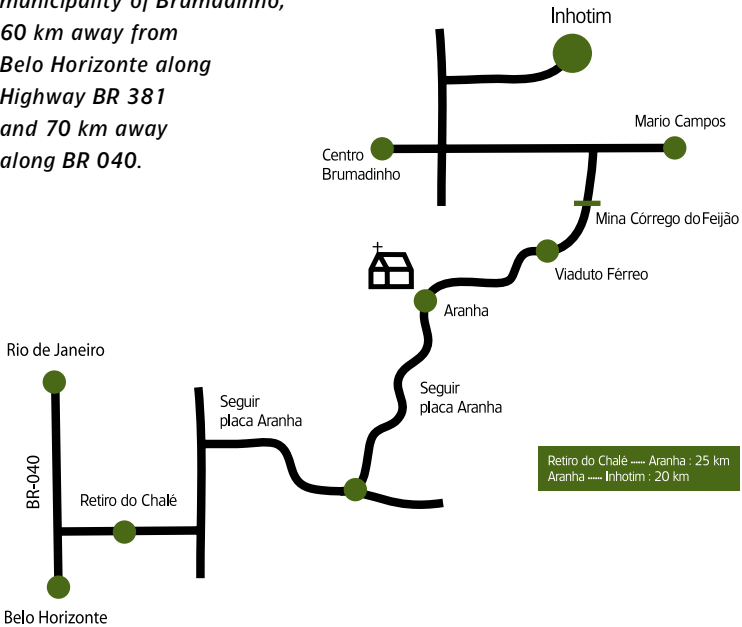 municipality of Brumadinho,
60 km away from
Belo Horizonte along
Highway BR 381
and 70 km away
along BR 040.
Inhotim
Mario Campos
Centro
Brumadinho
Mina Córrego do Feijão
Viaduto Férreo
Aranha
Rio de Janeiro
Seguir
placa Aranha
Seguir
placa Aranha
BR-040
Retiro do Chalé
Retiro do Chalé ...... Aranha : 25 km
Aranha ...... Inhotim : 20 km
Belo Horizonte